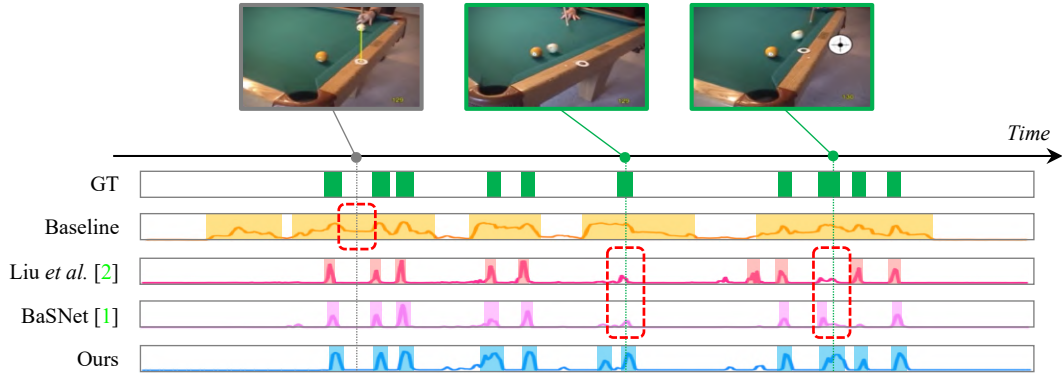 Time
GT
Baseline
Liu et al. [2]
BaSNet [1]
Ours